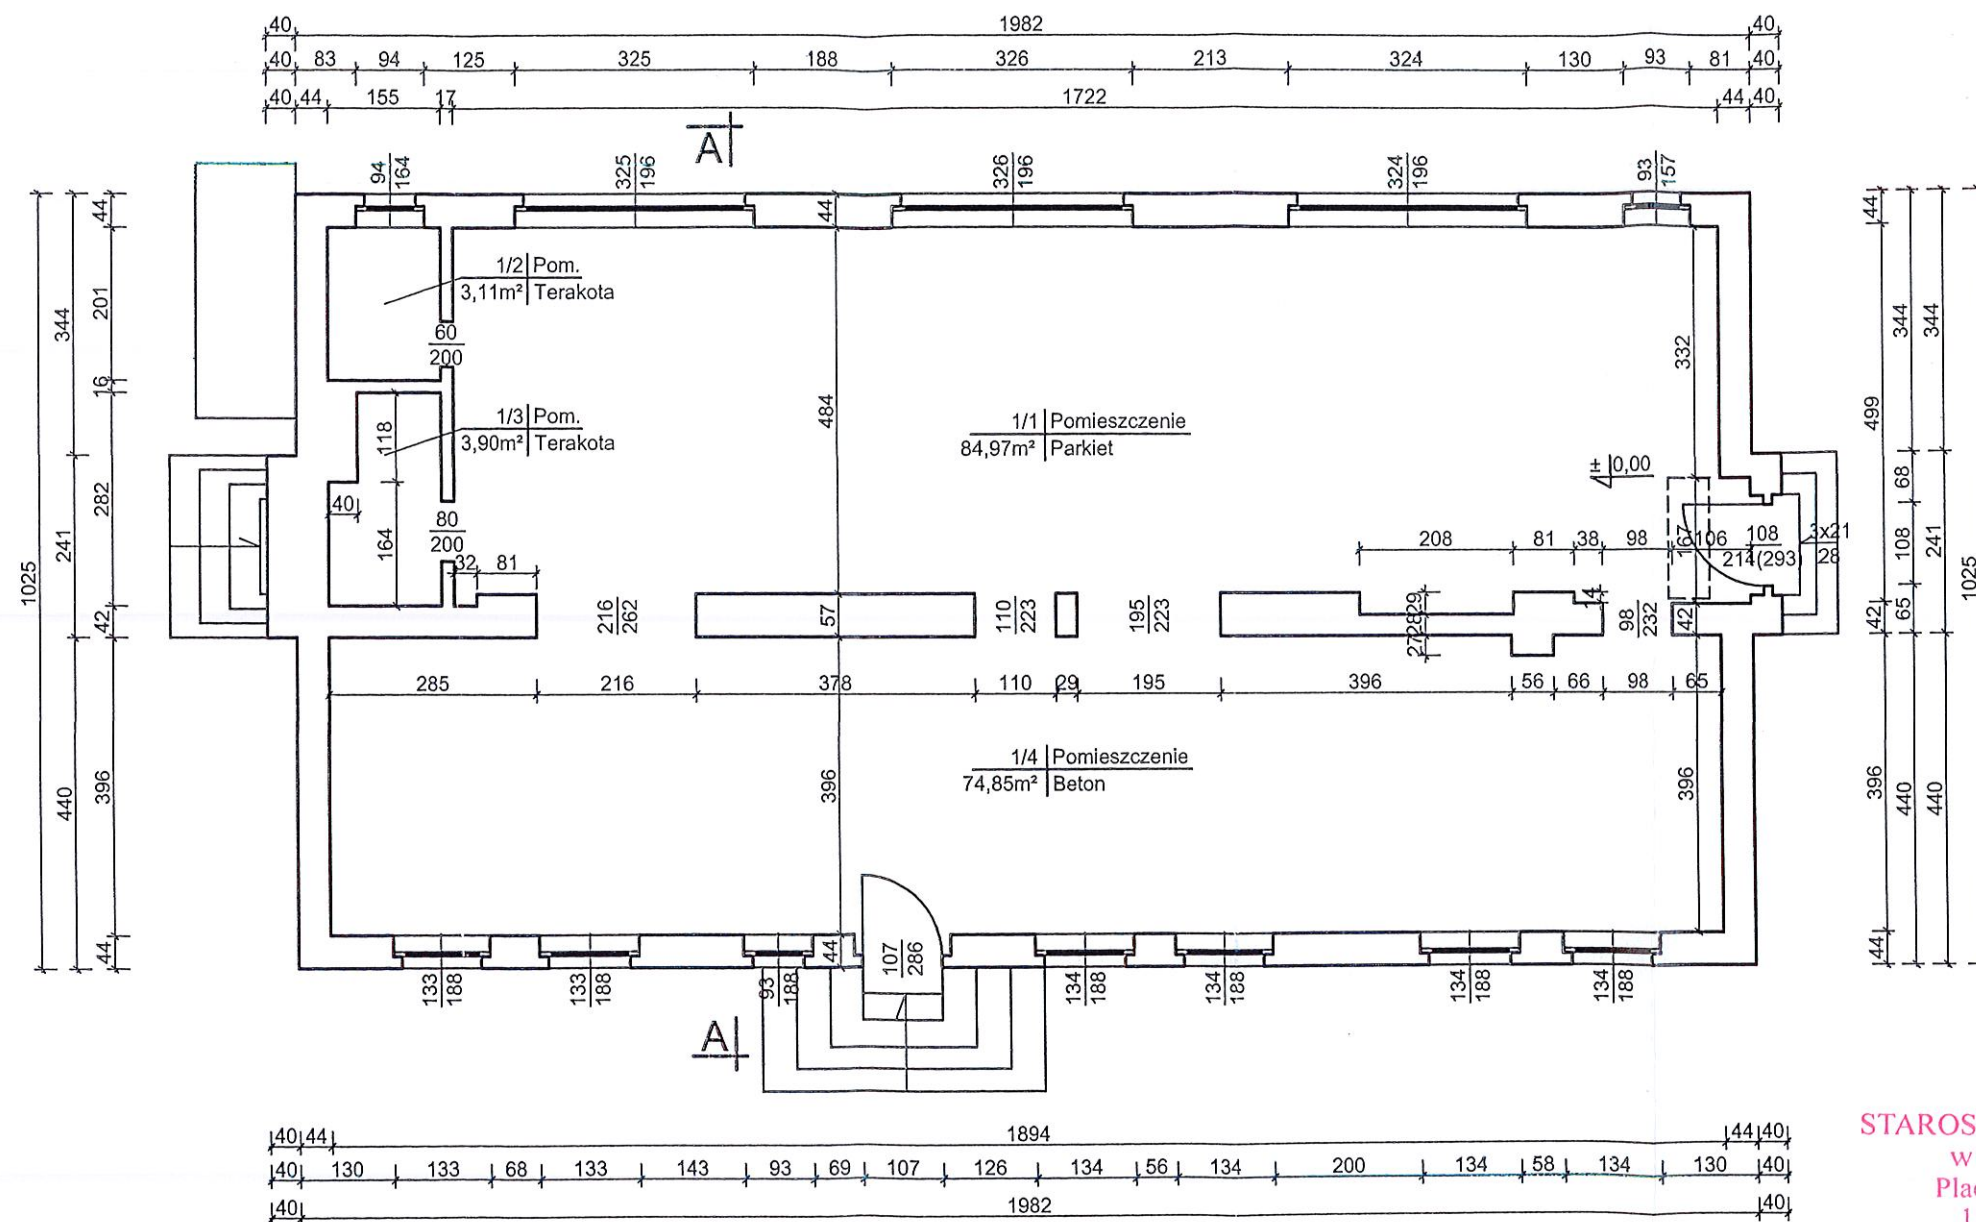 40 1982 40
40 83 94 125 325 188 326 213 324 130 93 81 40
40 44 155 17 1722 44 40
A
94 164
325 196
326 196
324 196
93 157
44
1/2 Pom.
3,11m² Terakota
60
200
1/3 Pom.
3,90m² Terakota
80
200
118
164
40
32 81
484
1/1 Pomieszczenie
84,97m² Parkiet
± 0,00
332
208 81 38 98 167 106 108
214(293)
3x21
28
216 262
57
110 223
195 223
29
28
27
14
98 232
42
285 216 378 110 29 195 396 56 66 98 65
1/4 Pomieszczenie
74,85m² Beton
396
396
44
107 286
133 188
133 188
93 188
134 188
134 188
134 188
134 188
A
1025
344 241 440
44 201 16 282 42 396 44
44 499 42 396 44
344 68 108 65 440
344 241 440
1025
40 44 1894 44 40
40 130 133 68 133 143 93 69 107 126 134 56 134 200 134 58 134 130 40
40 1982 40
STAROS
w
Pla
1